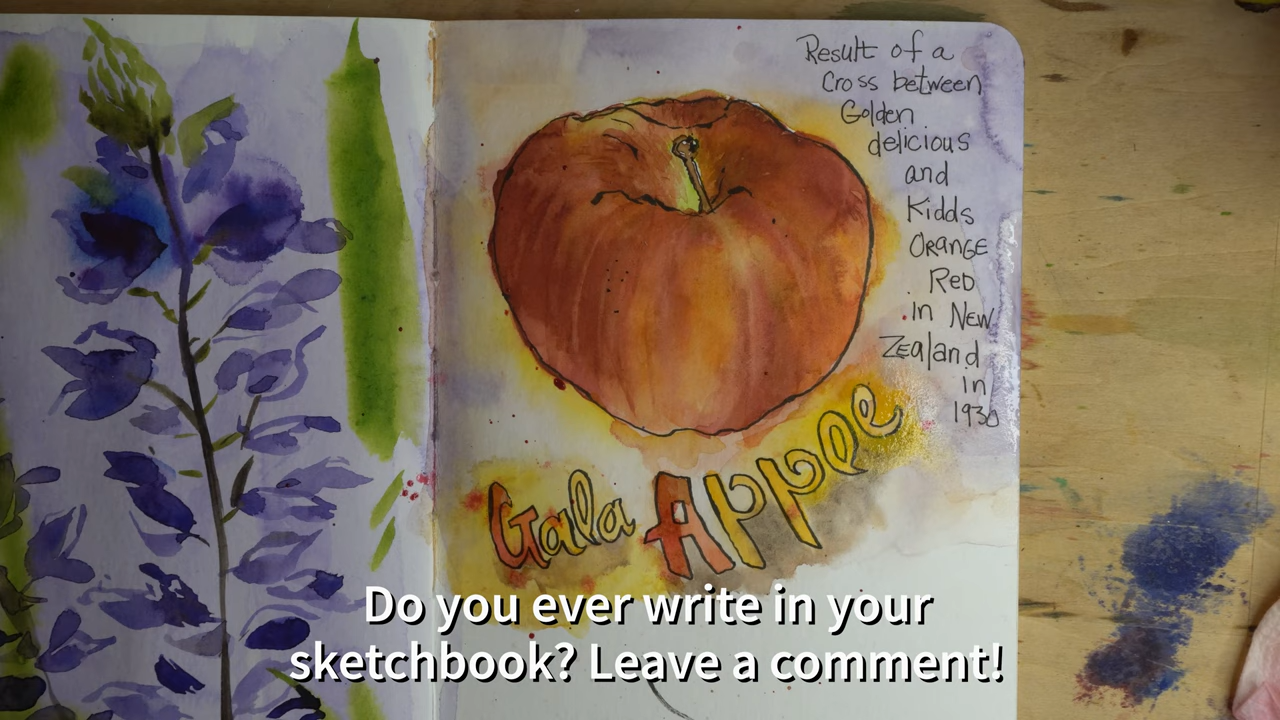 Result of a
Cross between
Golden
delicious
and
Kidds
ORANGE
Red
in New
Zealand
in
1930
Gala Apple
Do you ever write in your
sketchbook? Leave a comment!